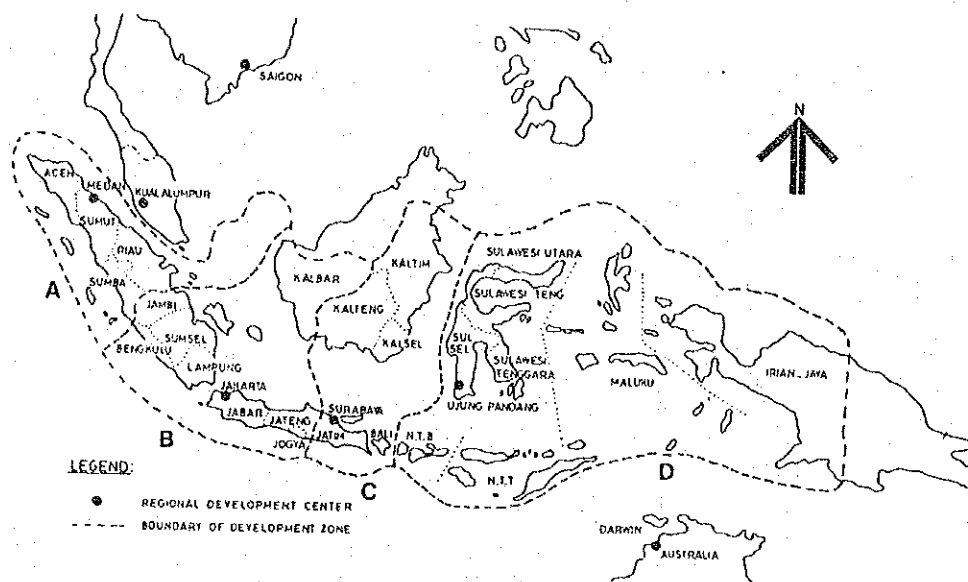 SAIGON
N
ACEH
MEDAN
KUALALUMPUR
SUMUT
RIAU
SUMBA
JAMBI
SUMSEL
BENGKULU
LAMPUNG
A
KALBAR
KALTIM
KALTENG
KALSEL
SULAWESI UTARA
SULAWESI TENG
SUL
SEL
SULAWESI
TENGGARA
UJUNG PANDANG
MALUKU
IRIAN-JAYA
JAHARTA
JABAR
JATENG
JOGYA
SURABAYA
JATIM
BALI
N.T.B
N.T.T
B
C
D
LEGEND:
REGIONAL DEVELOPMENT CENTER
BOUNDARY OF DEVELOPMENT ZONE
DARWIN
AUSTRALIA